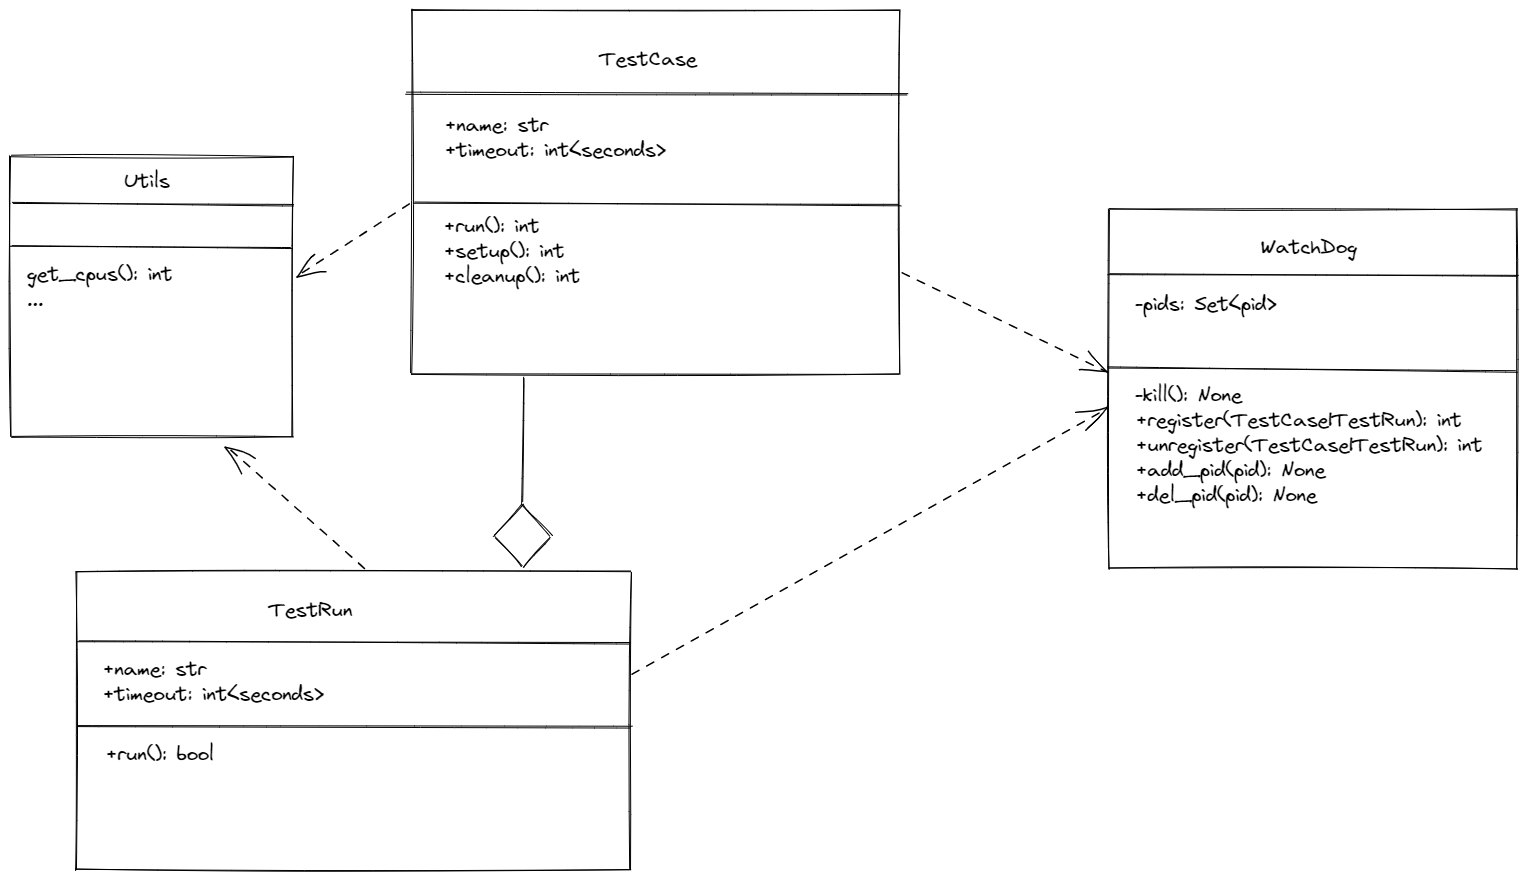 TestCase
+name: str
+timeout: int<seconds>
+run(): int
+setup(): int
+cleanup(): int
Utils
get_cpus(): int
...
WatchDog
-pids: Set<pid>
-kill(): None
+register(TestCase|TestRun): int
+unregister(TestCase|TestRun): int
+add_pid(pid): None
+del_pid(pid): None
TestRun
+name: str
+timeout: int<seconds>
+run(): bool